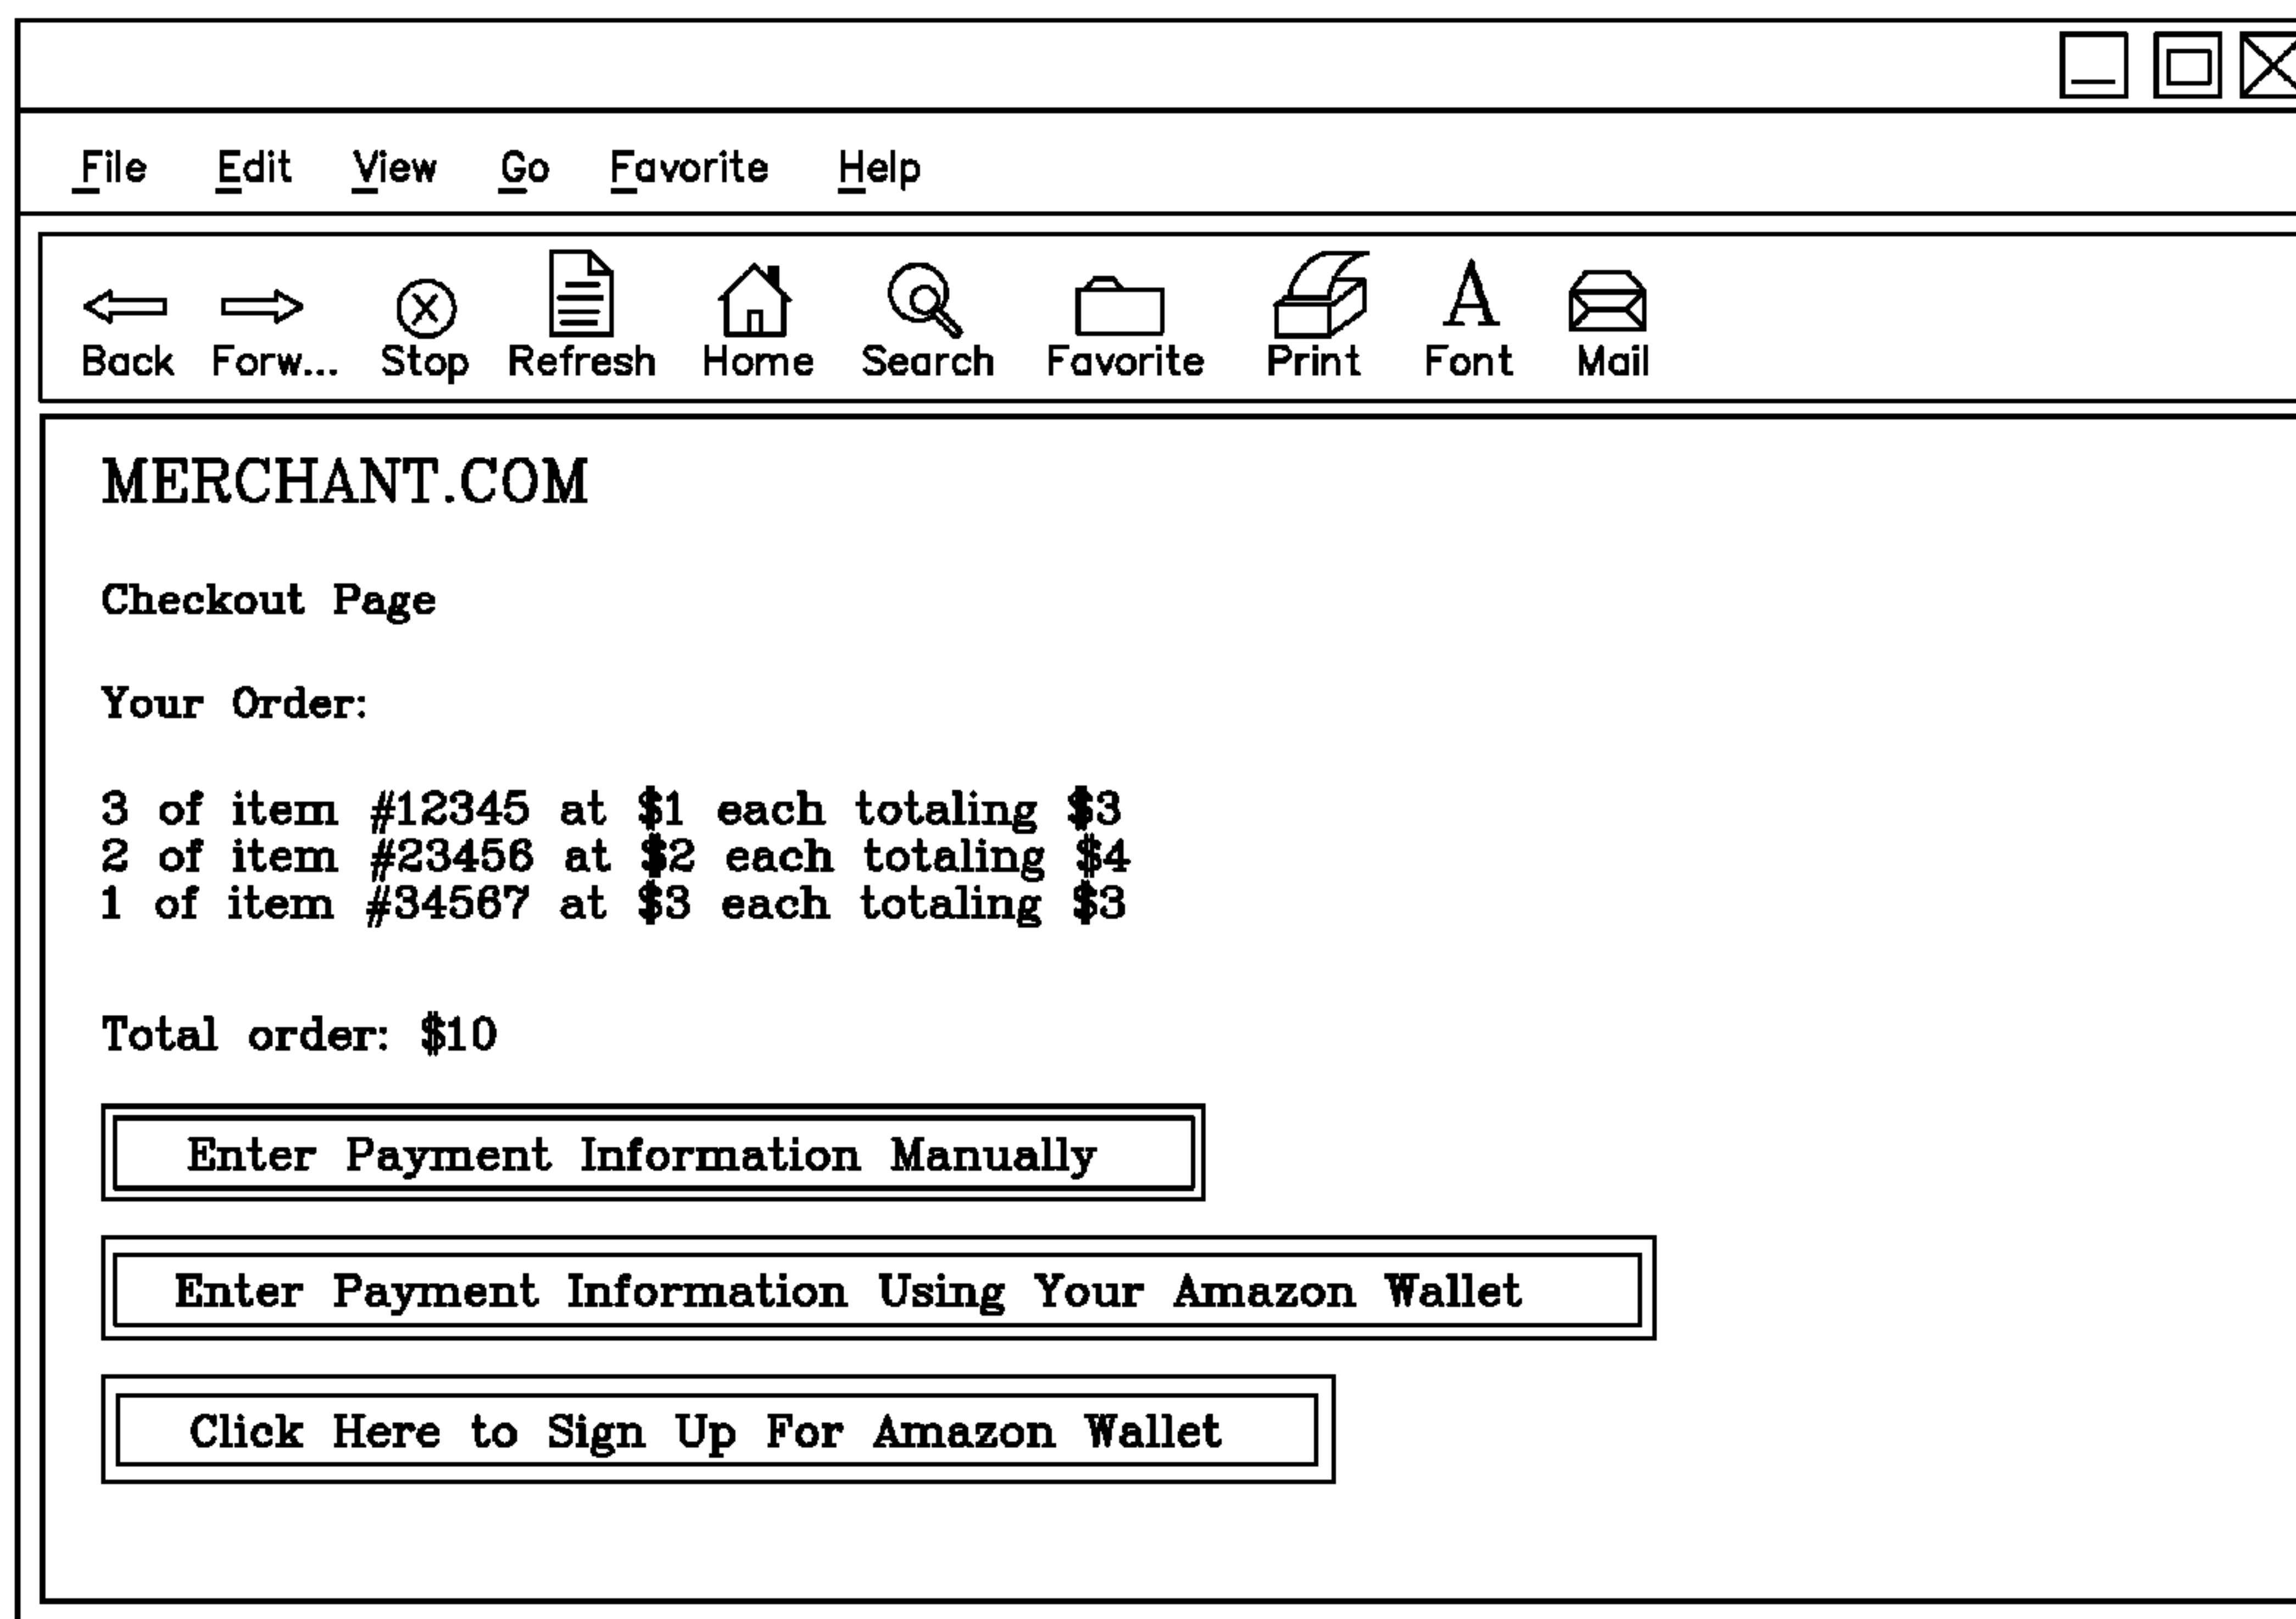 File Edit View Go Favorite Help
Back Forw... Stop Refresh Home Search Favorite Print Font Mail
MERCHANT.COM
Checkout Page
Your Order:
3 of item #12345 at $1 each totaling $3
2 of item #23456 at $2 each totaling $4
1 of item #34567 at $3 each totaling $3
Total order: $10
Enter Payment Information Manually
Enter Payment Information Using Your Amazon Wallet
Click Here to Sign Up For Amazon Wallet